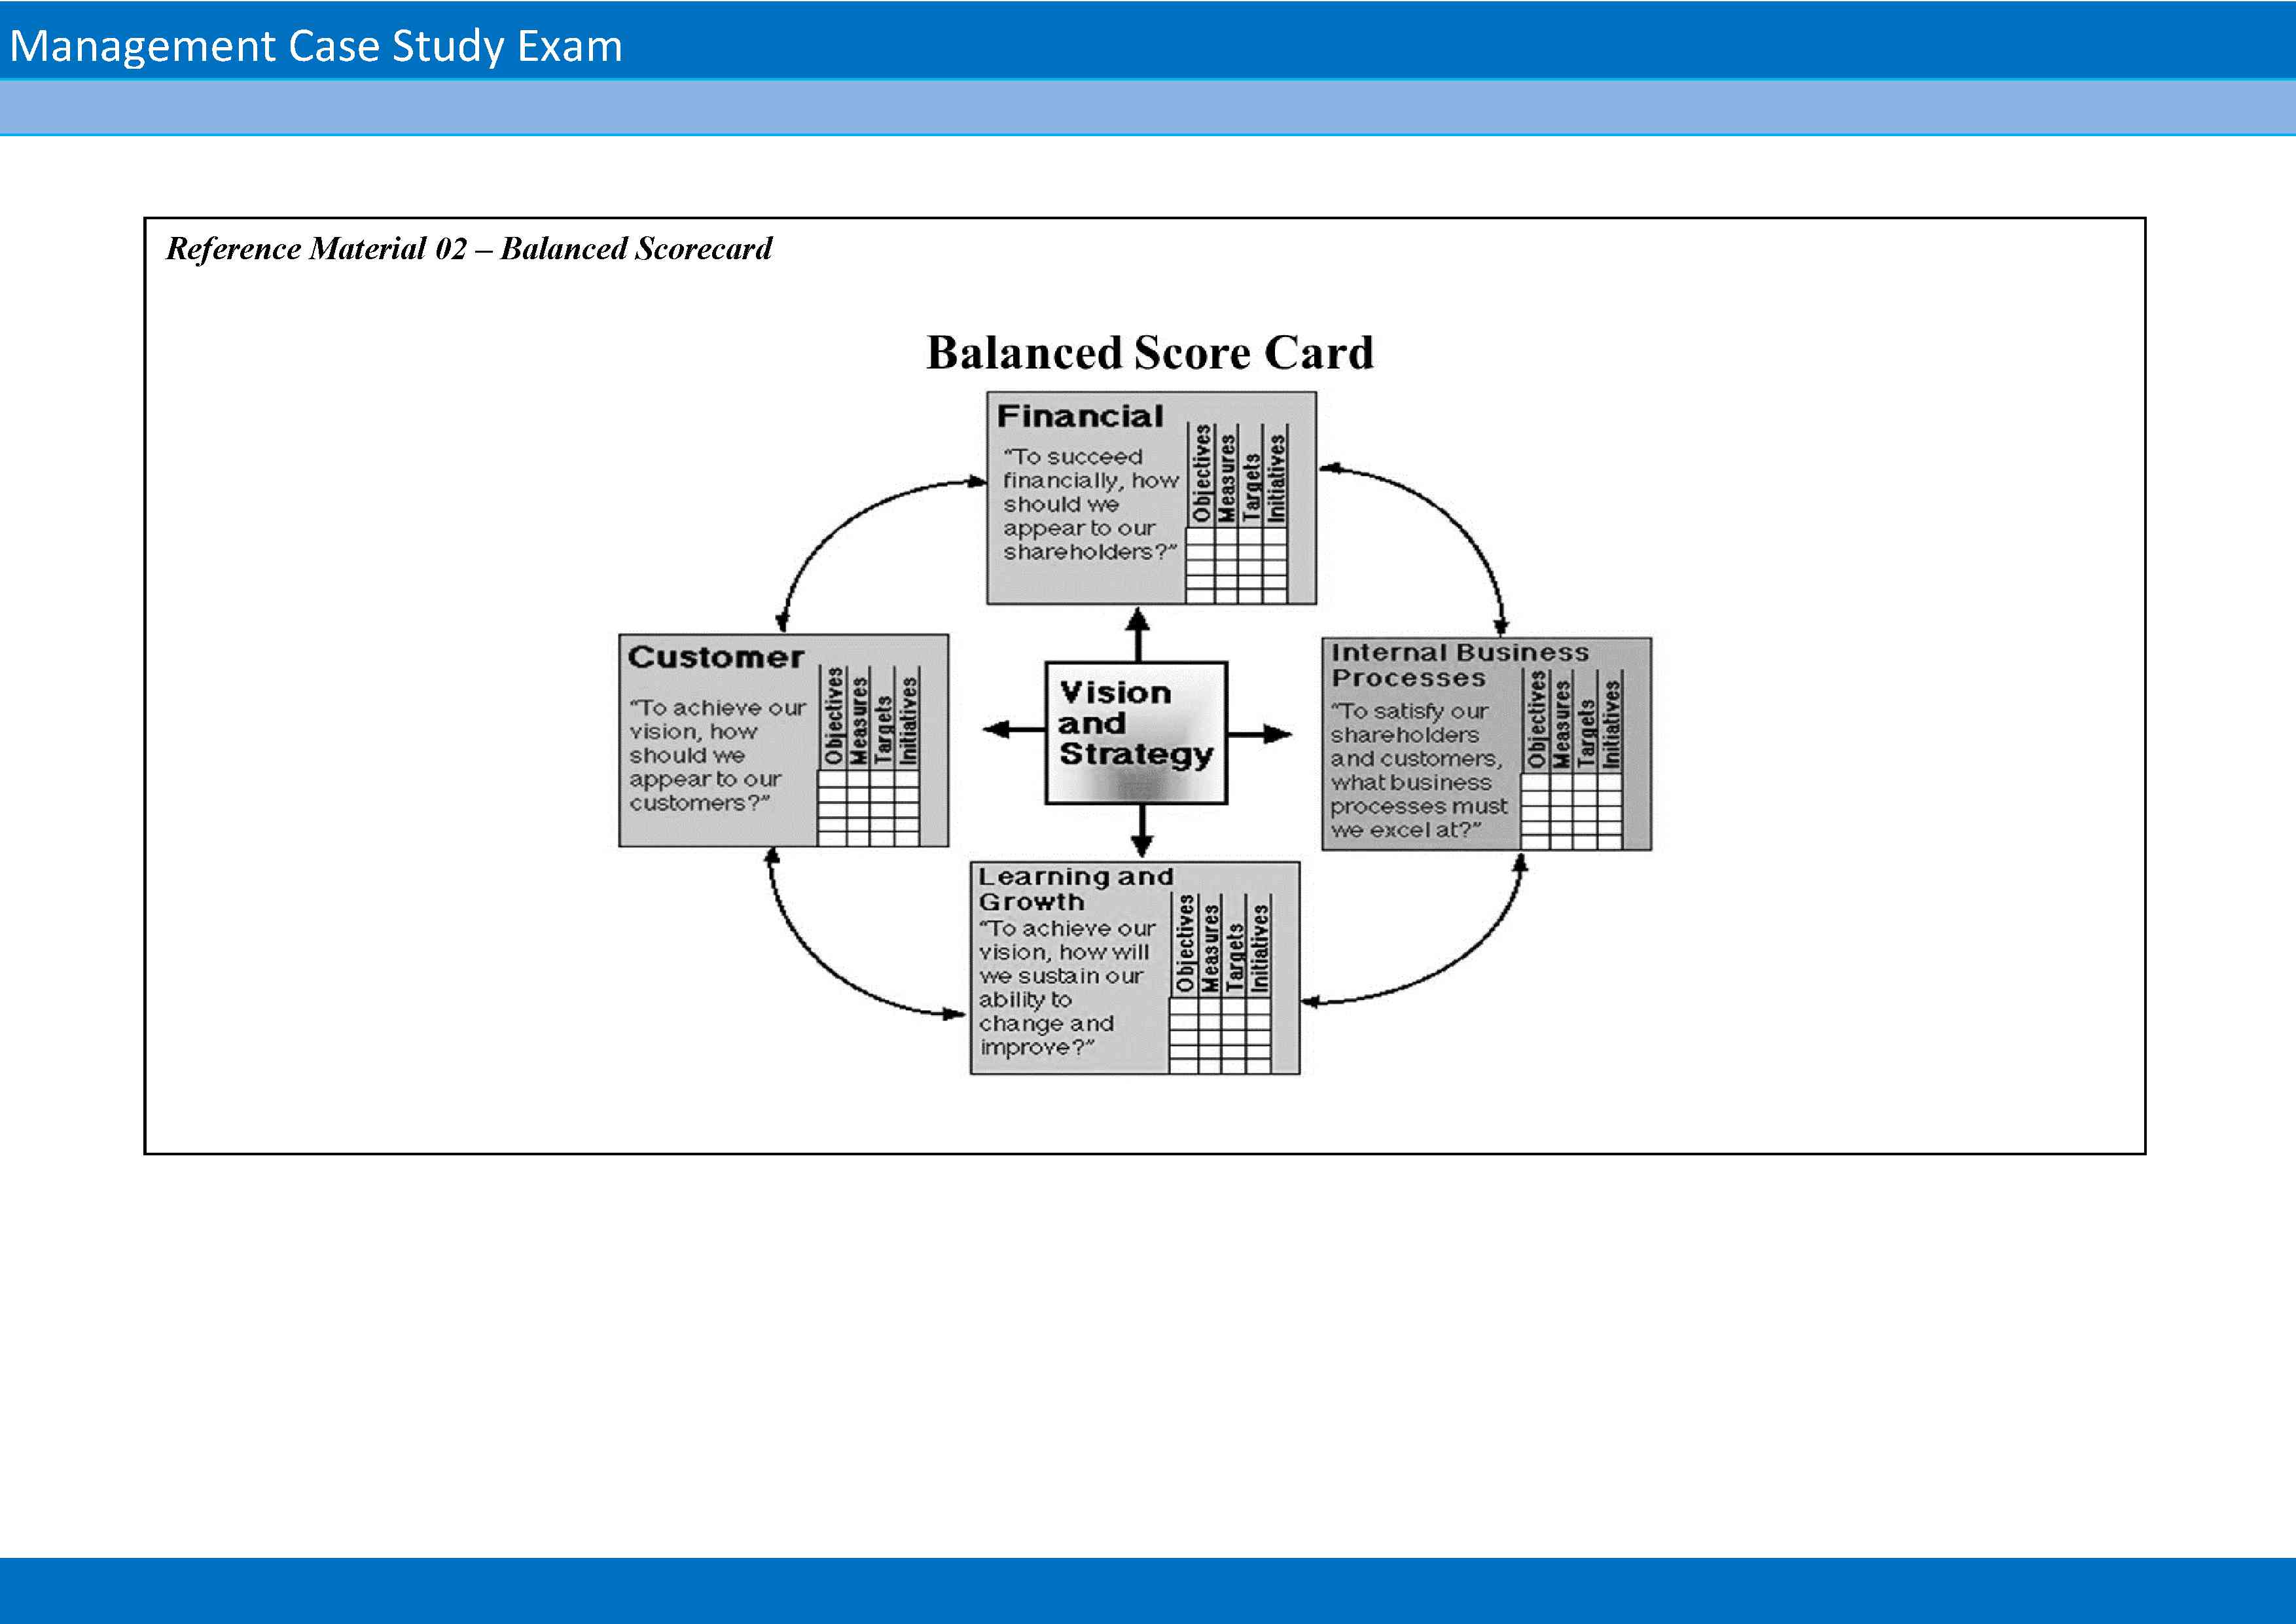 Management Case Study Exam
Reference Material 02 – Balanced Scorecard
Balanced Score Card
Financial
“To succeed
financially, how
should we
appear to our
shareholders?”
Objectives
Measures
Targets
Initiatives
Customer
“To achieve our
vision, how
should we
appear to our
customers?”
Objectives
Measures
Targets
Initiatives
Vision
and
Strategy
Internal Business
Processes
“To satisfy our
shareholders
and customers,
what business
processes must
we excel at?”
Objectives
Measures
Targets
Initiatives
Learning and
Growth
“To achieve our
vision, how will
we sustain our
ability to
change and
improve?”
Objectives
Measures
Targets
Initiatives